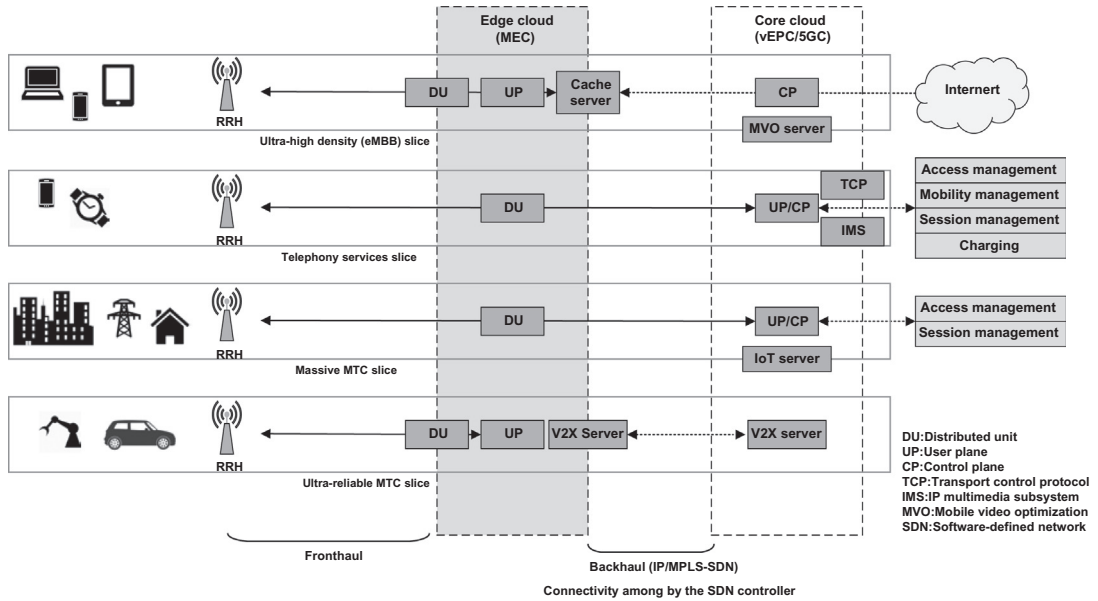 Edge cloud
(MEC)
Core cloud
(vEPC/5GC)
RRH
DU
UP
Cache
server
CP
MVO server
Internert
Ultra-high density (eMBB) slice
RRH
DU
UP/CP
TCP
IMS
Access management
Mobility management
Session management
Charging
Telephony services slice
RRH
DU
UP/CP
IoT server
Access management
Session management
Massive MTC slice
RRH
DU
UP
V2X Server
V2X server
Ultra-reliable MTC slice
DU:Distributed unit
UP:User plane
CP:Control plane
TCP:Transport control protocol
IMS:IP multimedia subsystem
MVO:Mobile video optimization
SDN:Software-defined network
Fronthaul
Backhaul (IP/MPLS-SDN)
Connectivity among by the SDN controller